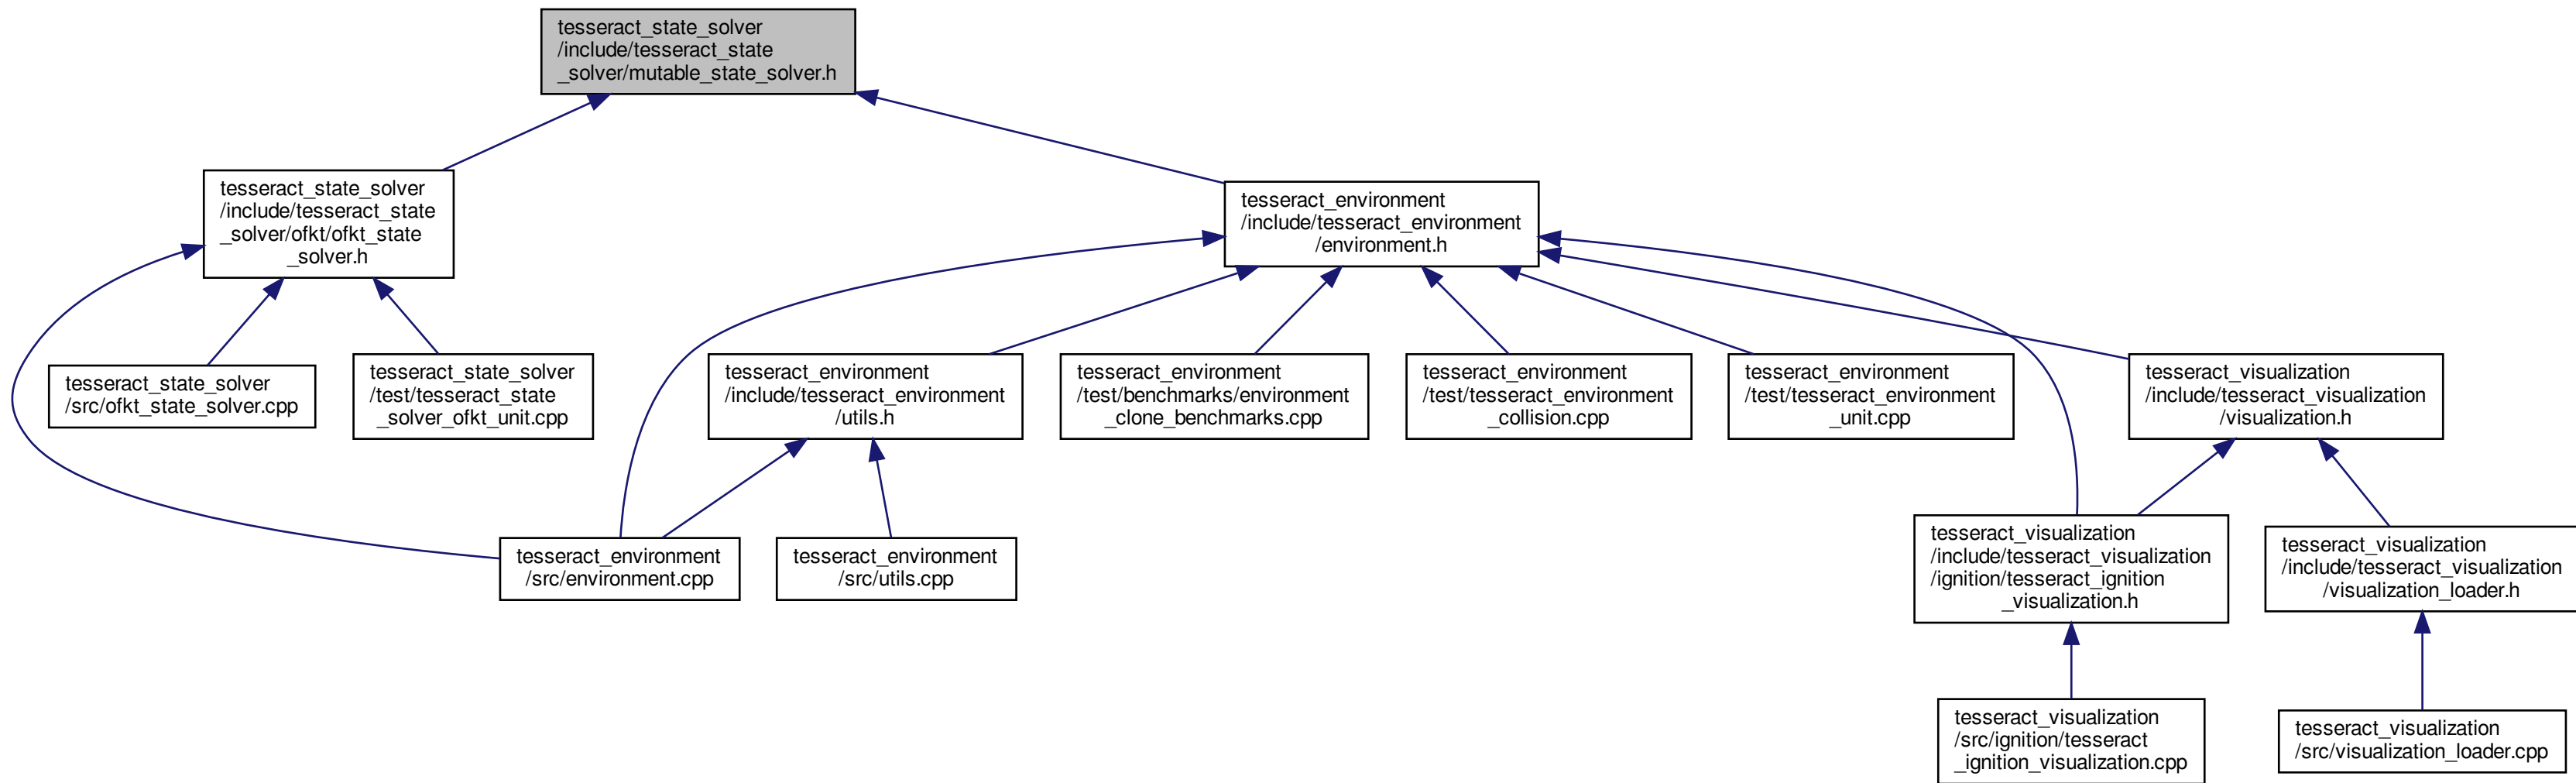 tesseract_state_solver
/include/tesseract_state
_solver/mutable_state_solver.h
tesseract_state_solver
/include/tesseract_state
_solver/ofkt/ofkt_state
_solver.h
tesseract_environment
/include/tesseract_environment
/environment.h
tesseract_state_solver
/src/ofkt_state_solver.cpp
tesseract_state_solver
/test/tesseract_state
_solver_ofkt_unit.cpp
tesseract_environment
/include/tesseract_environment
/utils.h
tesseract_environment
/test/benchmarks/environment
_clone_benchmarks.cpp
tesseract_environment
/test/tesseract_environment
_collision.cpp
tesseract_environment
/test/tesseract_environment
_unit.cpp
tesseract_visualization
/include/tesseract_visualization
/visualization.h
tesseract_environment
/src/environment.cpp
tesseract_environment
/src/utils.cpp
tesseract_visualization
/include/tesseract_visualization
/ignition/tesseract_ignition
_visualization.h
tesseract_visualization
/include/tesseract_visualization
/visualization_loader.h
tesseract_visualization
/src/ignition/tesseract
_ignition_visualization.cpp
tesseract_visualization
/src/visualization_loader.cpp